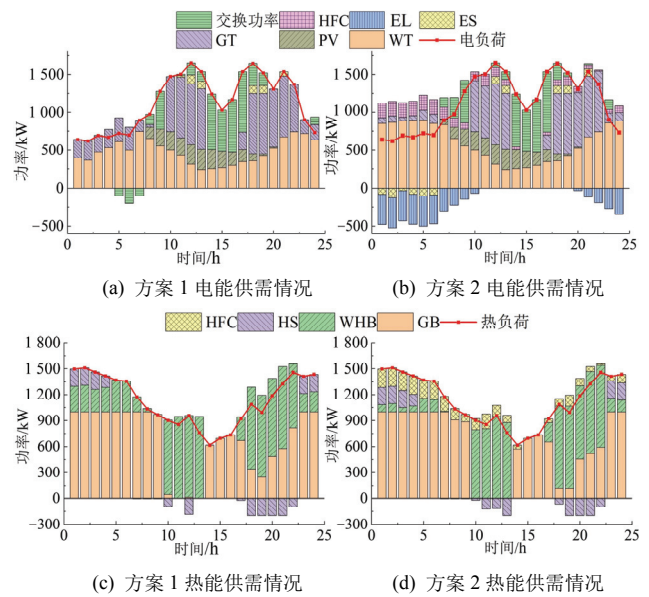 交换功率 HFC EL ES
GT PV WT 电负荷
功率/kW
1 500
1 000
500
0
−500
0 5 10 15 20 25
时间/h
(a) 方案 1 电能供需情况
功率/kW
1 500
1 000
500
0
−500
0 5 10 15 20 25
时间/h
(b) 方案 2 电能供需情况
HFC HS WHB GB 热负荷
功率/kW
1 800
1 500
1 200
900
600
300
0
−300
0 5 10 15 20 25
时间/h
(c) 方案 1 热能供需情况
功率/kW
1 800
1 500
1 200
900
600
300
0
−300
0 5 10 15 20 25
时间/h
(d) 方案 2 热能供需情况